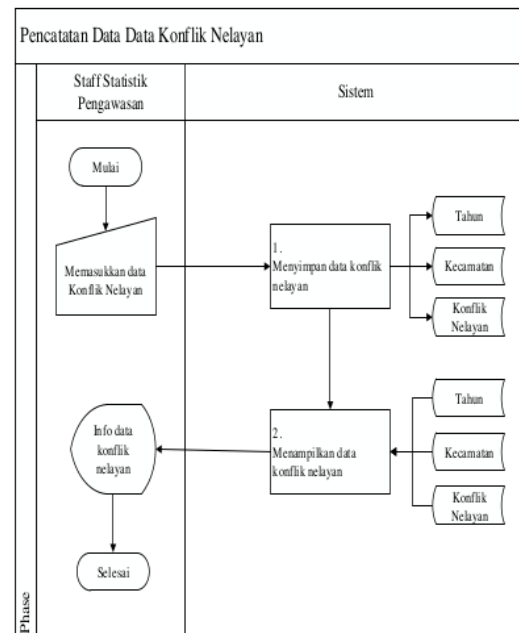 Pencatatan Data Data Konflik Nelayan
Staff Statistik
Pengawasan
Sistem
Mulai
Memasukkan data
Konflik Nelayan
1.
Menyimpan data konflik
nelayan
Tahun
Kecamatan
Konflik
Nelayan
Info data
konflik
nelayan
2.
Menampilkan data
konflik nelayan
Tahun
Kecamatan
Konflik
Nelayan
Selesai
Phase